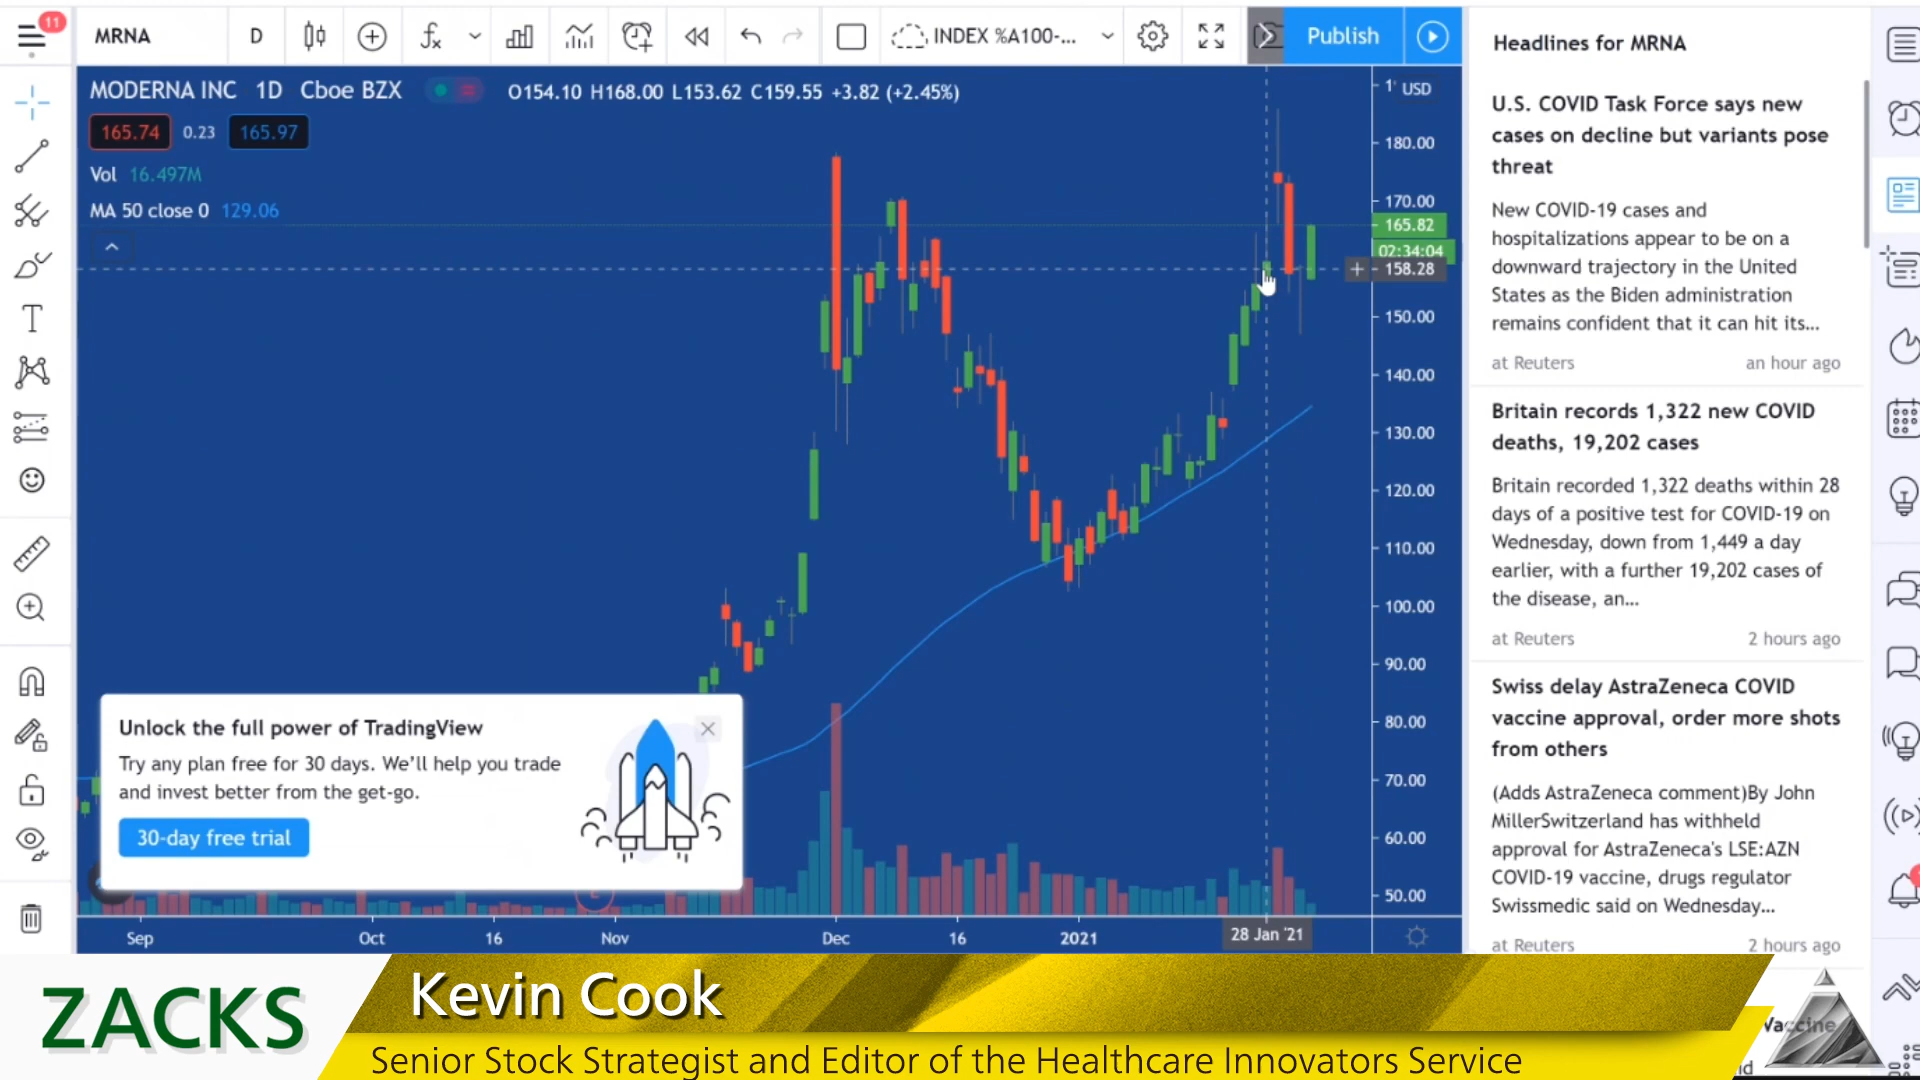 11
MRNA
D
INDEX %A100-...
Publish
MODERNA INC 1D Cboe BZX
O154.10 H168.00 L153.62 C159.55 +3.82 (+2.45%)
165.74 0.23 165.97
Vol 16.497M
MA 50 close 0 129.06
USD
180.00
170.00
165.82
02:34:04
158.28
150.00
140.00
130.00
120.00
110.00
100.00
90.00
80.00
70.00
60.00
50.00
Unlock the full power of TradingView
Try any plan free for 30 days. We'll help you trade
and invest better from the get-go.
30-day free trial
Sep
Oct
16
Nov
Dec
16
2021
28 Jan '21
Headlines for MRNA
U.S. COVID Task Force says new
cases on decline but variants pose
threat
New COVID-19 cases and
hospitalizations appear to be on a
downward trajectory in the United
States as the Biden administration
remains confident that it can hit its...
at Reuters an hour ago
Britain records 1,322 new COVID
deaths, 19,202 cases
Britain recorded 1,322 deaths within 28
days of a positive test for COVID-19 on
Wednesday, down from 1,449 a day
earlier, with a further 19,202 cases of
the disease, an...
at Reuters 2 hours ago
Swiss delay AstraZeneca COVID
vaccine approval, order more shots
from others
(Adds AstraZeneca comment)By John
MillerSwitzerland has withheld
approval for AstraZeneca's LSE:AZN
COVID-19 vaccine, drugs regulator
Swissmedic said on Wednesday...
at Reuters 2 hours ago
Vaccine
ZACKS
Kevin Cook
Senior Stock Strategist and Editor of the Healthcare Innovators Service